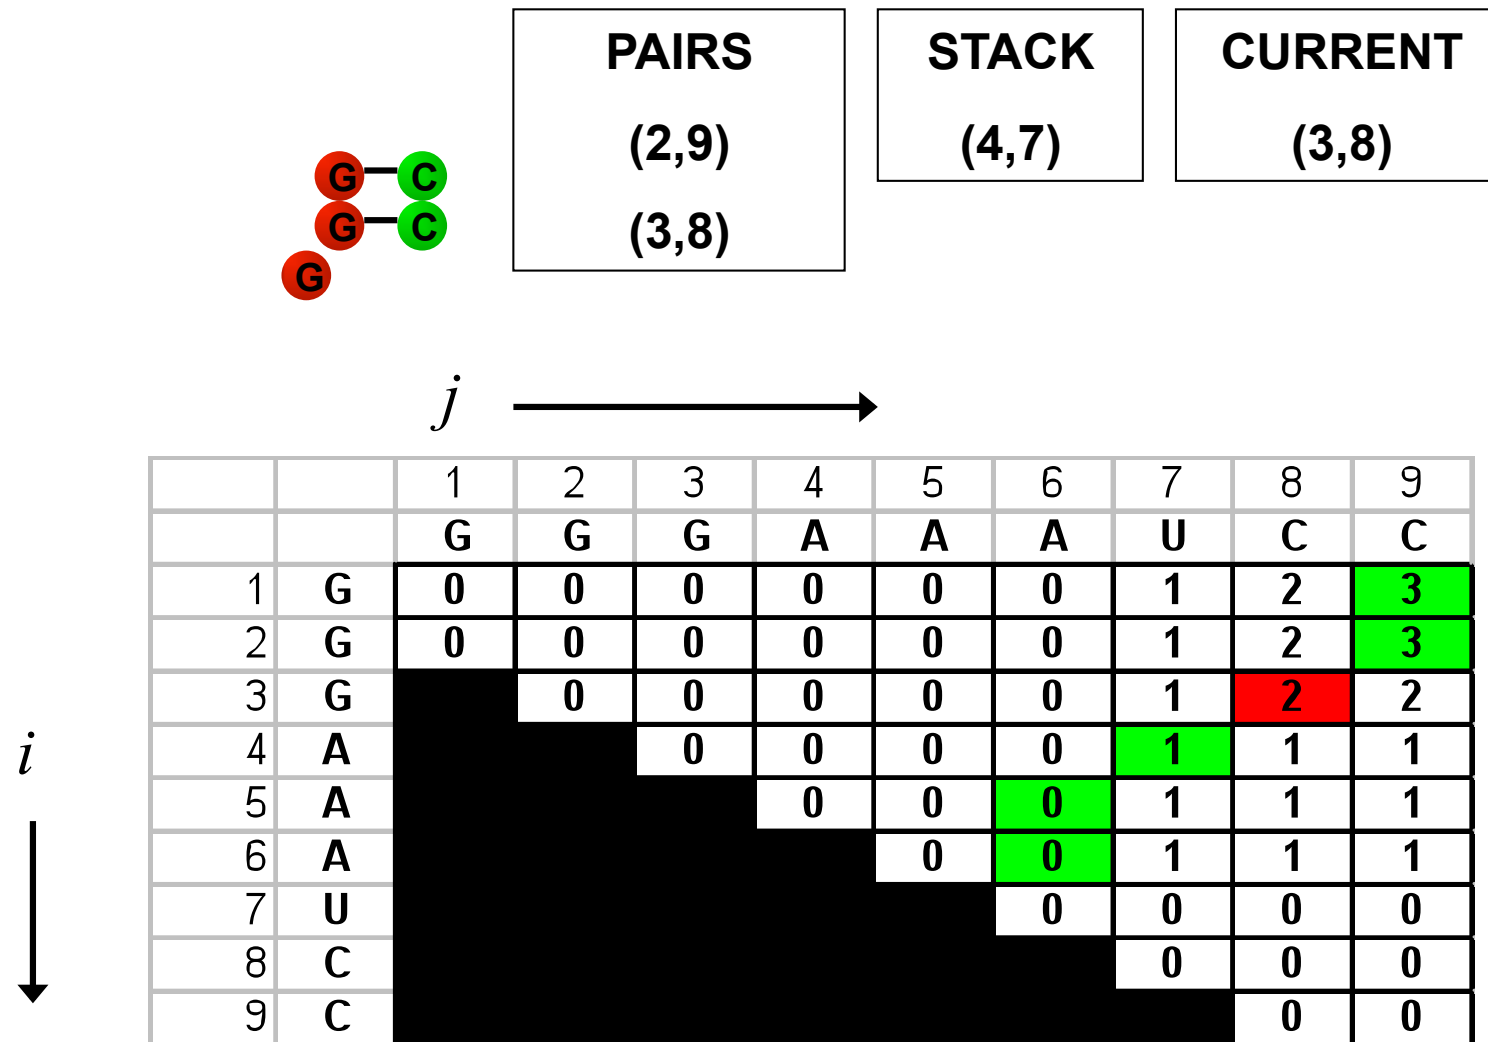 PAIRS STACK CURRENT
(2,9) (4,7) (3,8)
(3,8)
G C
G C
G
j
1 2 3 4 5 6 7 8 9
G G G A A A U C C
1 G 0 0 0 0 0 0 1 2 3
2 G 0 0 0 0 0 0 1 2 3
3 G 0 0 0 0 0 1 2 2
i
4 A 0 0 0 0 1 1 1
5 A 0 0 0 1 1 1
6 A 0 0 1 1 1
7 U 0 0 0 0
8 C 0 0 0
9 C 0 0